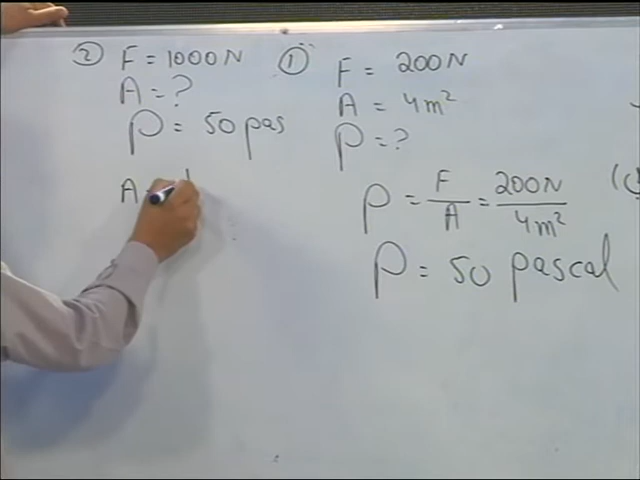 ② F = 1000N
A = ?
P = 50 pas
A
① F = 200N
A = 4m²
P = ?
P = F/A = 200N/4m²
P = 50 pascal